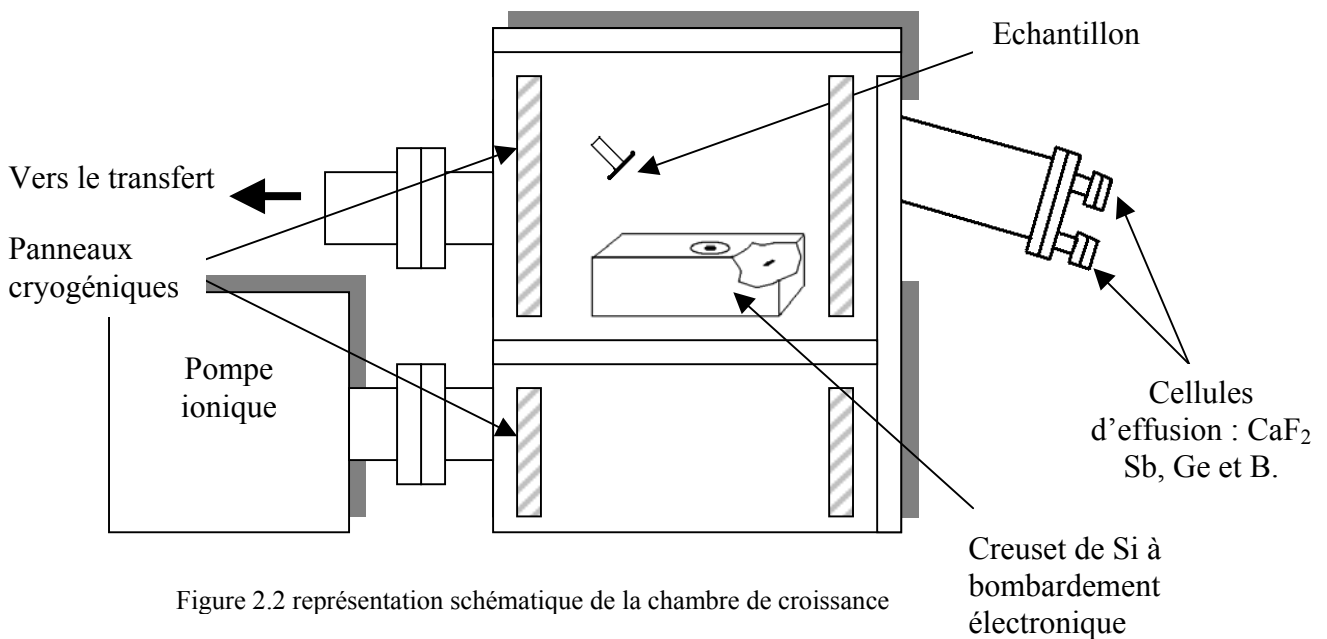 Echantillon
Vers le transfert
Panneaux
cryogéniques
Pompe
ionique
Cellules
d’effusion : CaF₂
Sb, Ge et B.
Creuset de Si à
bombardement
électronique
Figure 2.2 représentation schématique de la chambre de croissance